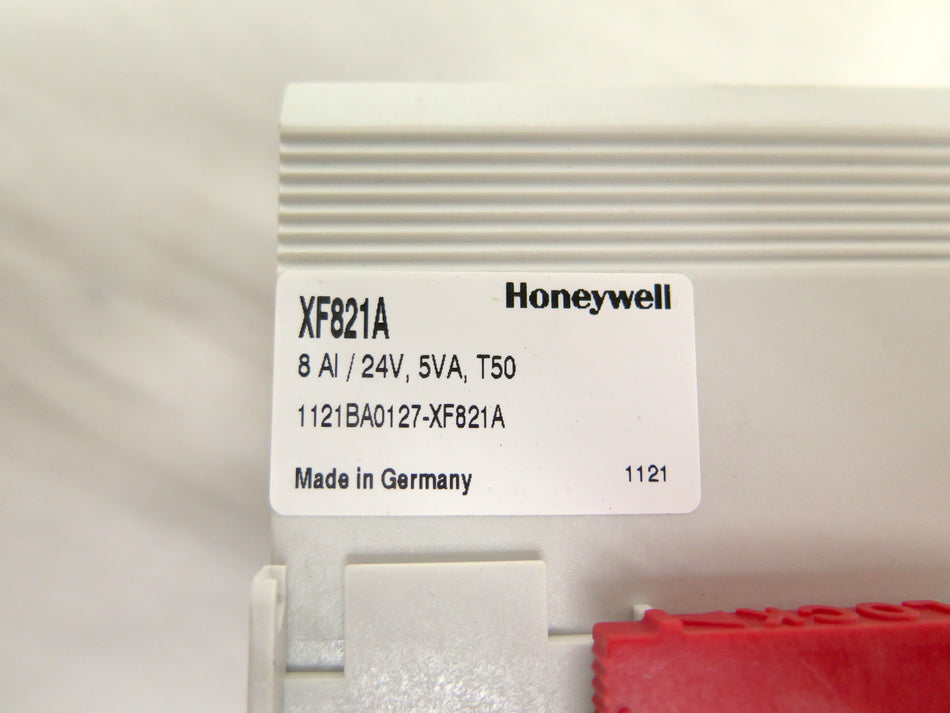 XF821A
Honeywell
8 AI / 24V, 5VA, T50
1121BA0127-XF821A
Made in Germany
1121